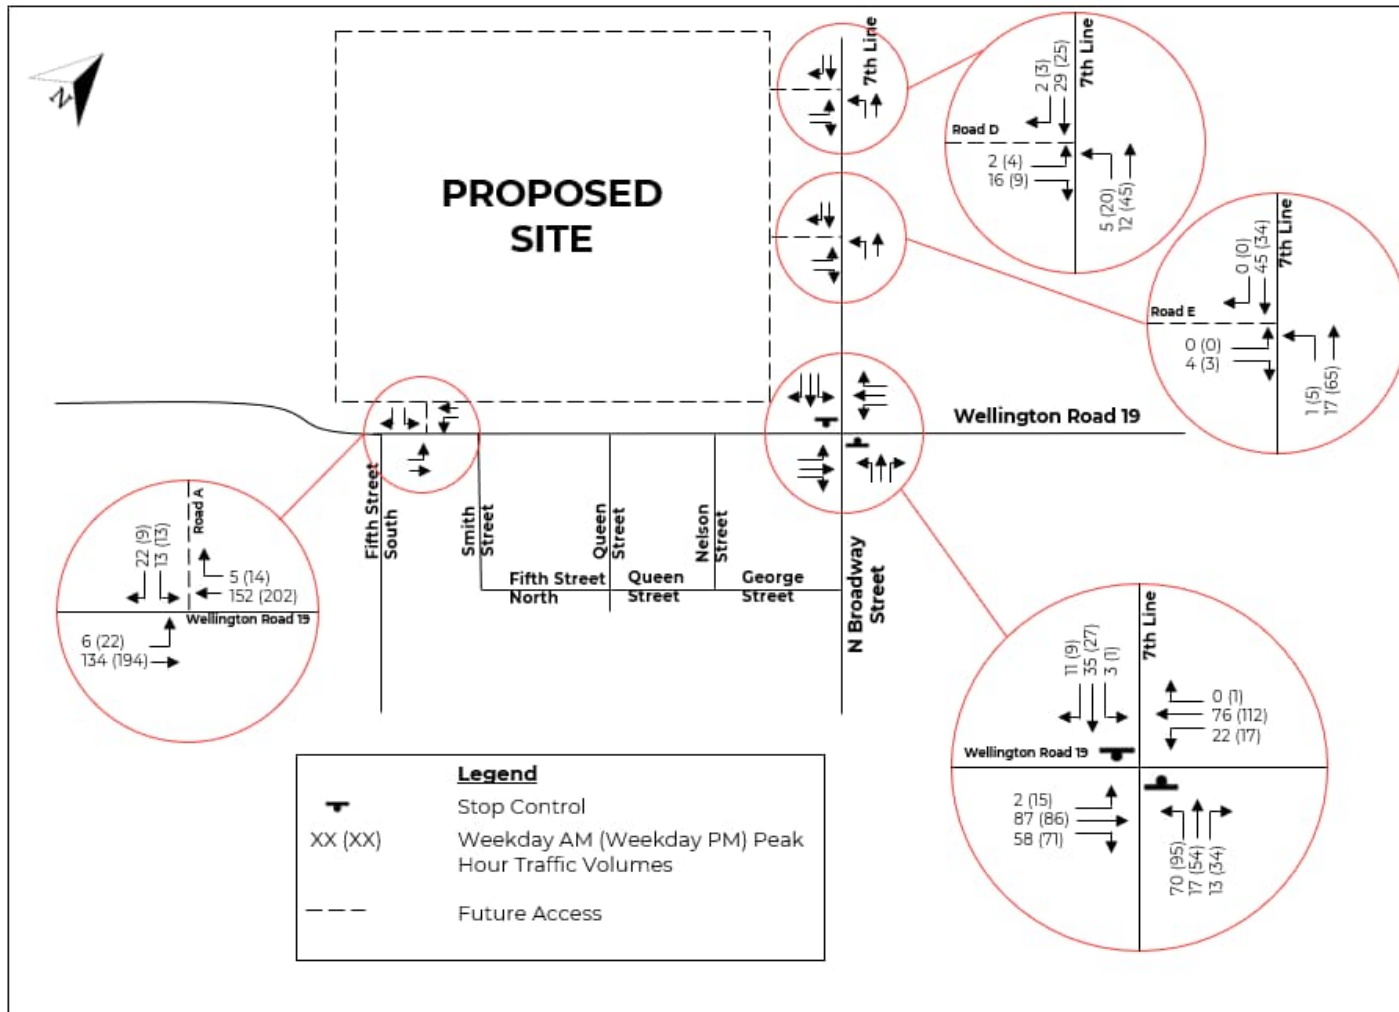 N
PROPOSED
SITE
7th Line
7th Line
Road D
2 (3)
29 (25)
2 (4)
16 (9)
5 (20)
12 (45)
7th Line
Road E
0 (0)
45 (34)
0 (0)
4 (3)
1 (5)
17 (65)
Wellington Road 19
Fifth Street
South
Smith
Street
Queen
Street
Nelson
Street
Fifth Street
North
Queen
Street
George
Street
N Broadway
Street
Road A
22 (9)
13 (13)
5 (14)
152 (202)
Wellington Road 19
6 (22)
134 (194)
7th Line
11 (9)
35 (27)
3 (1)
0 (1)
76 (112)
22 (17)
Wellington Road 19
2 (15)
87 (86)
58 (71)
70 (95)
17 (54)
13 (34)
Legend
Stop Control
XX (XX) Weekday AM (Weekday PM) Peak
Hour Traffic Volumes
Future Access